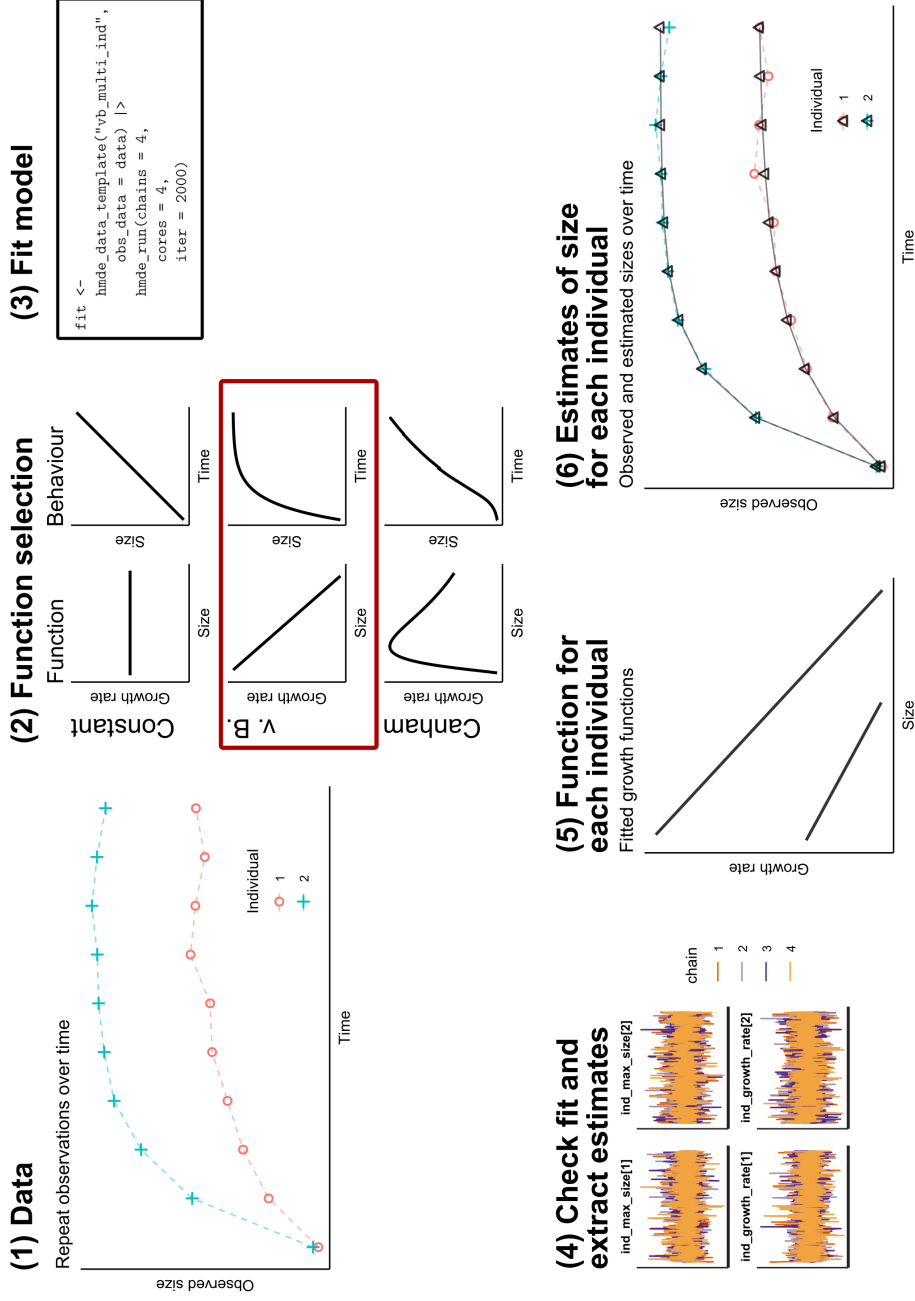 (1) Data
Repeat observations over time
Observed size
Time
Individual
1
2
(2) Function selection
Function
Behaviour
Constant
Growth rate
Size
Size
Time
v. B.
Growth rate
Size
Size
Time
Canham
Growth rate
Size
Size
Time
(3) Fit model
fit <-
hmde_data_template("vb_multi_ind",
obs_data = data) |>
hmde_run(chains = 4,
cores = 4,
iter = 2000)
(4) Check fit and
extract estimates
ind_max_size[1]
ind_max_size[2]
ind_growth_rate[1]
ind_growth_rate[2]
chain
1
2
3
4
(5) Function for
each individual
Fitted growth functions
Growth rate
Size
(6) Estimates of size
for each individual
Observed and estimated sizes over time
Observed size
Time
Individual
1
2